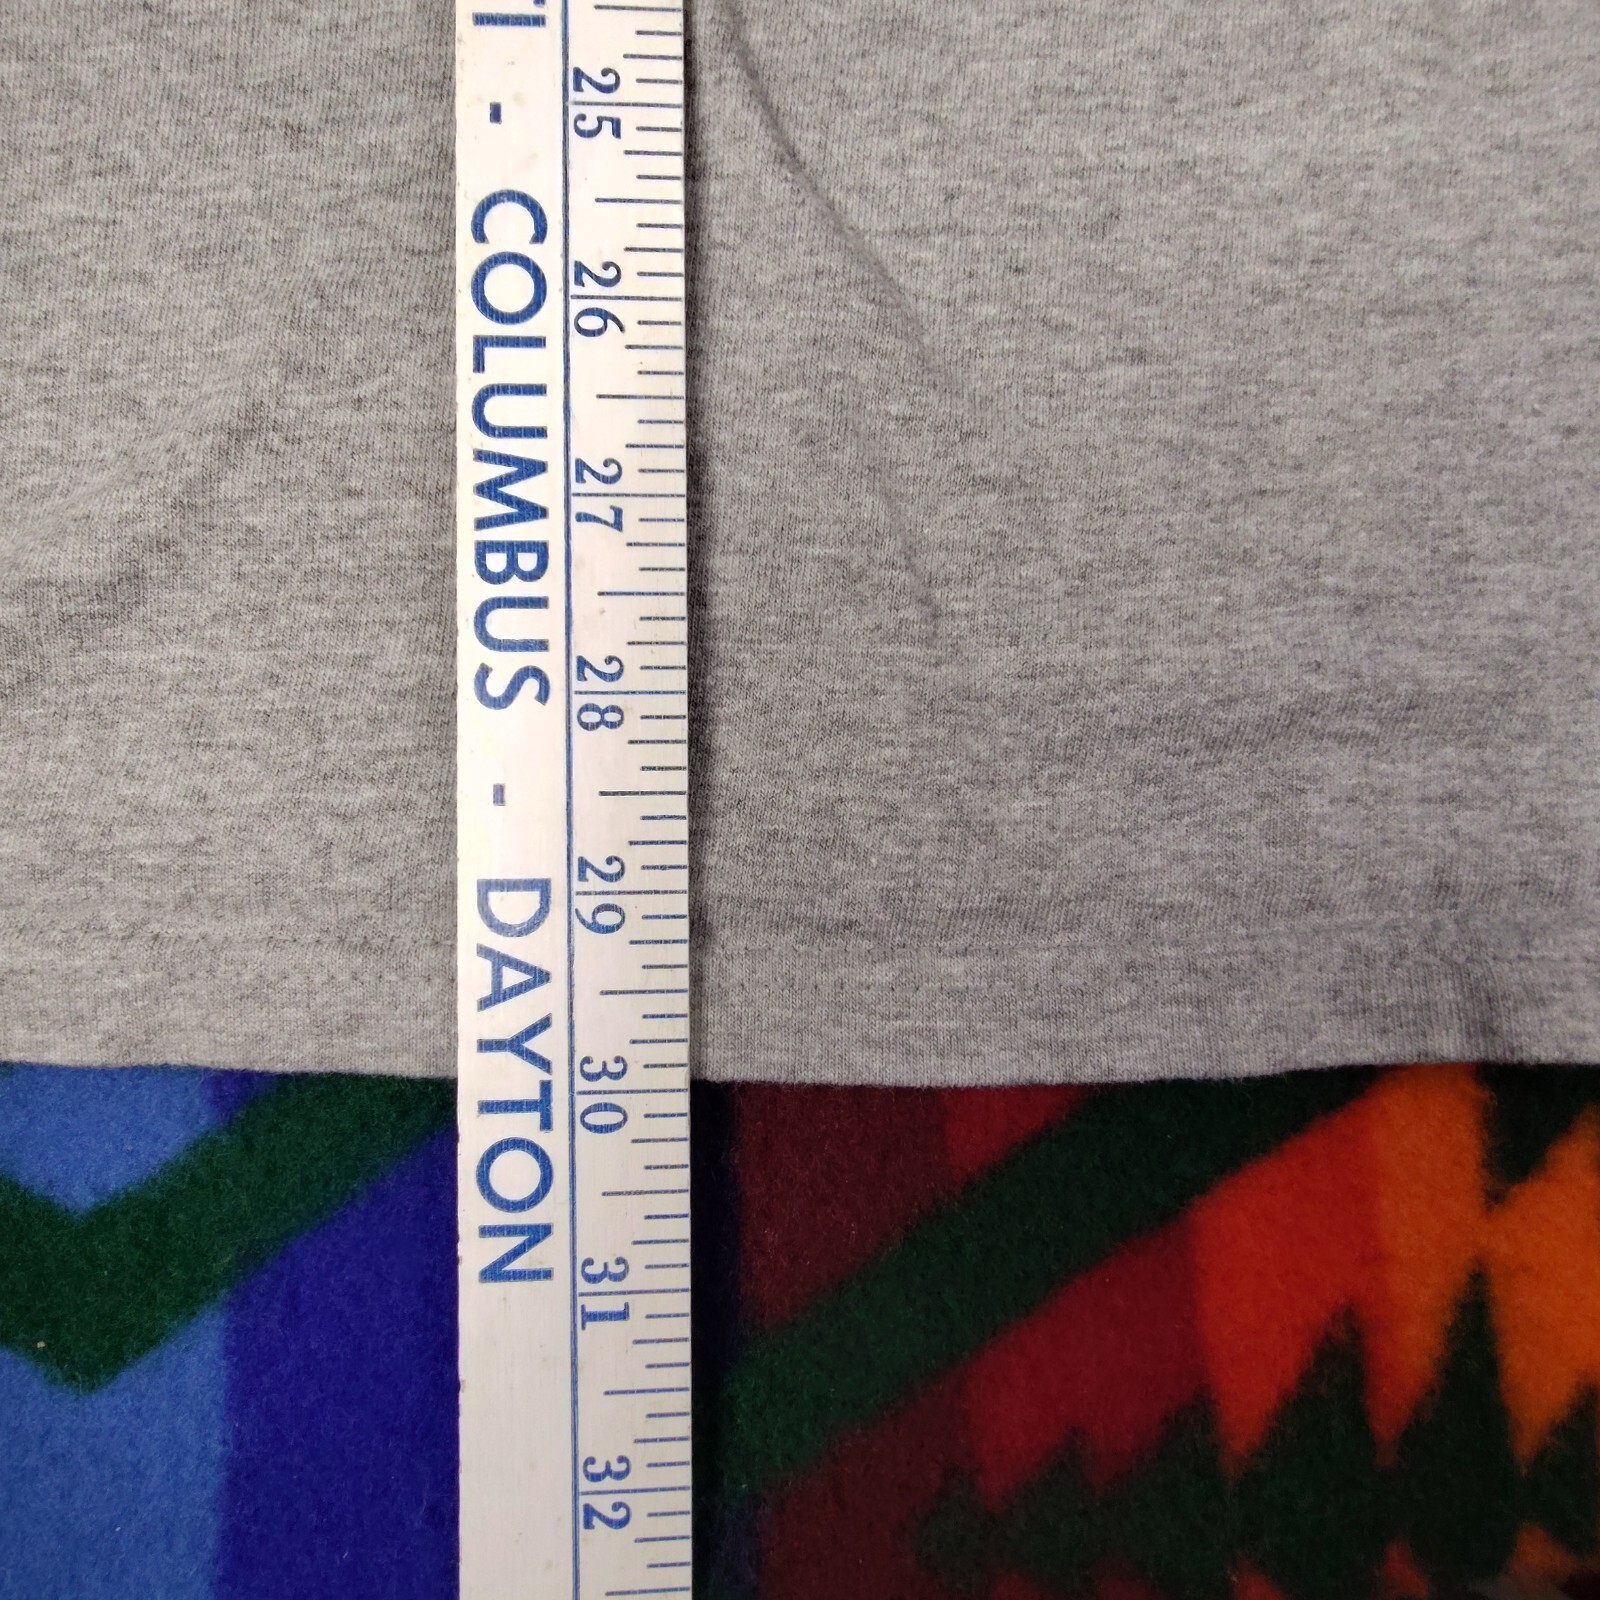 TI - COLUMBUS - DAYTON
25 26 27 28 29 30 31 32